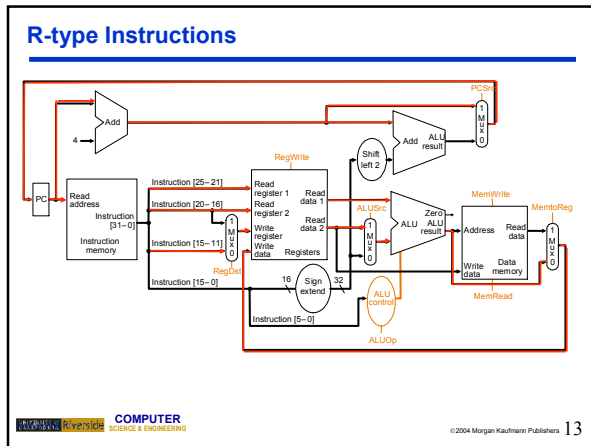 R-type Instructions
PCSrc
1
M
u
x
0
Add
4
Add
ALU
result
Shift
left 2
RegWrite
PC
Read
address
Instruction
[31–0]
Instruction
memory
Instruction [25–21]
Instruction [20–16]
Instruction [15–11]
1
M
u
x
0
RegDst
Read
register 1
Read
register 2
Write
register
Write
data
Read
data 1
Read
data 2
Registers
ALUSrc
1
M
u
x
0
Zero
ALU
ALU
result
MemWrite
Address
Read
data
Write
data
Data
memory
MemRead
MemtoReg
1
M
u
x
0
Instruction [15–0]
16
Sign
extend
32
ALU
control
Instruction [5–0]
ALUOp
Riverside
COMPUTER
SCIENCE & ENGINEERING
©2004 Morgan Kaufmann Publishers 13